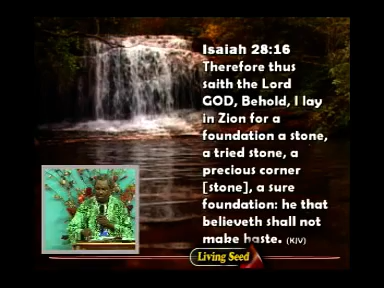 Isaiah 28:16
Therefore thus
saith the Lord
GOD, Behold, I lay
in Zion for a
foundation a stone,
a tried stone, a
precious corner
[stone], a sure
foundation: he that
believeth shall not
make haste. (KJV)
Living Seed